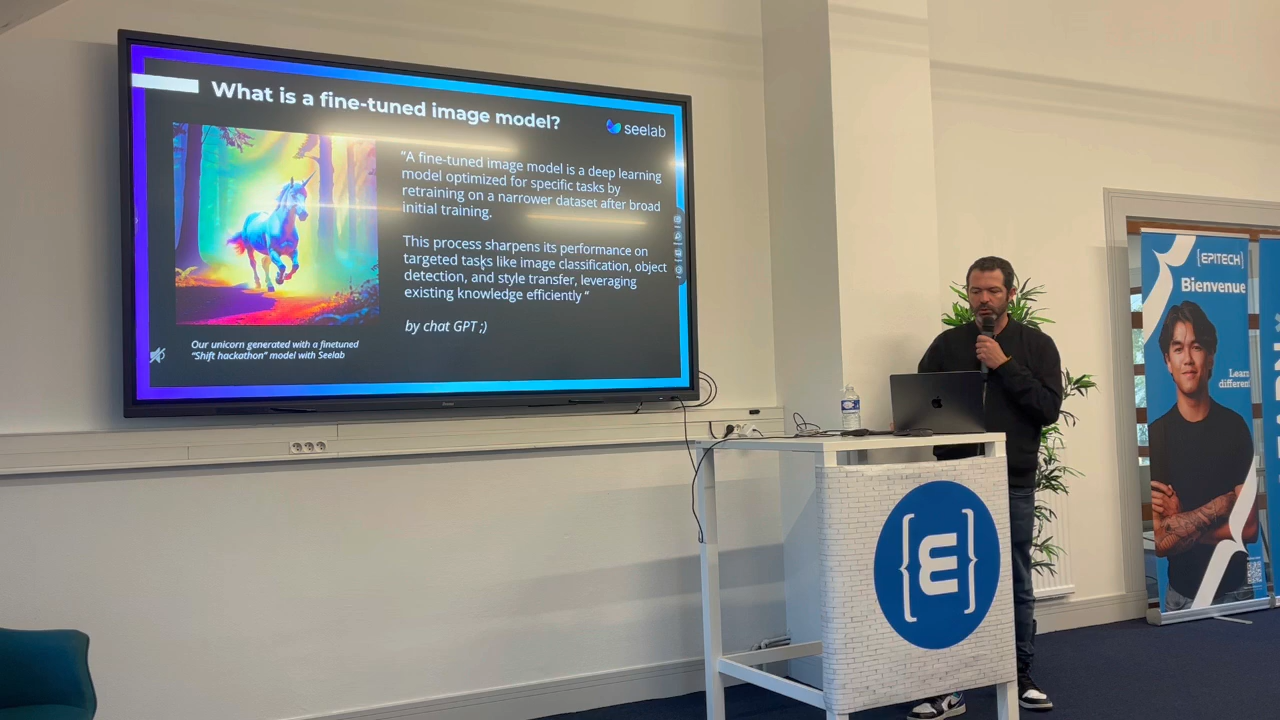 What is a fine-tuned image model?
seelab
“A fine-tuned image model is a deep learning
model optimized for specific tasks by
retraining on a narrower dataset after broad
initial training.
This process sharpens its performance on
targeted tasks like image classification, object
detection, and style transfer, leveraging
existing knowledge efficiently “
by chat GPT ;)
Our unicorn generated with a finetuned
“Shift hackathon” model with Seelab
{E}
[EPITECH]
Bienvenue
Learn
different